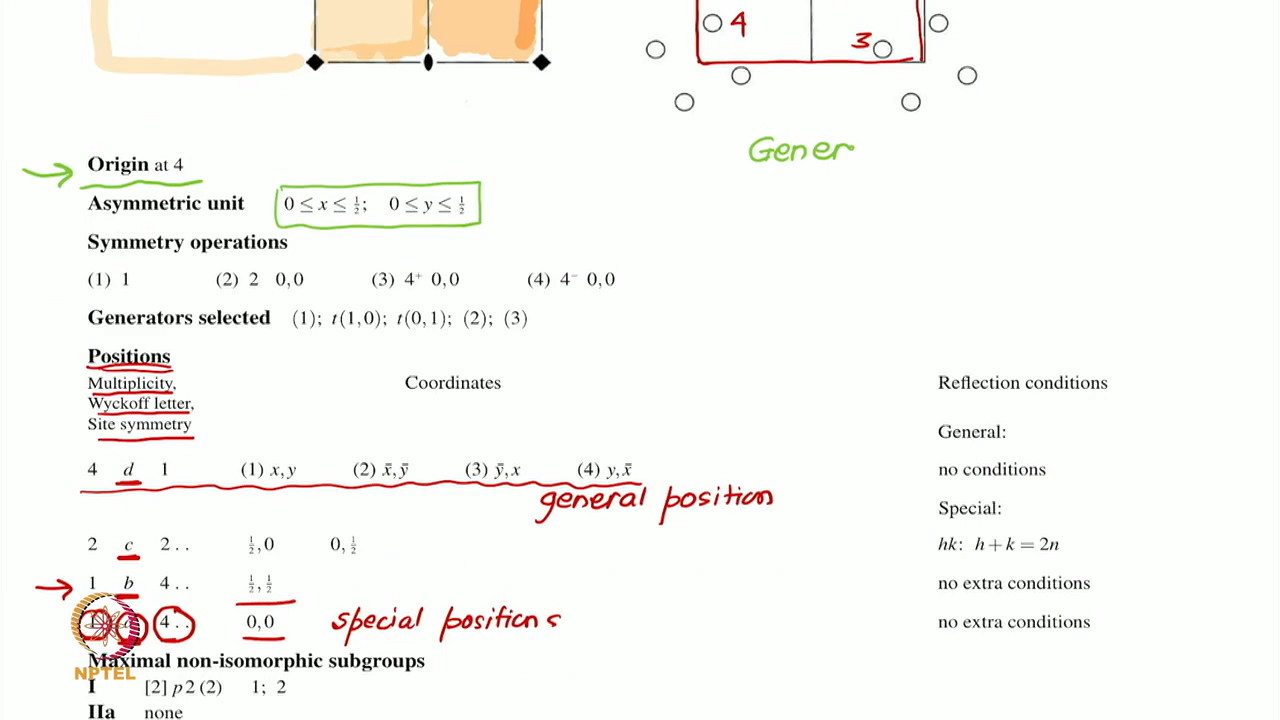 4
3
Gener
Origin at 4
Asymmetric unit 0 ≤ x ≤ ½; 0 ≤ y ≤ ½
Symmetry operations
(1) 1 (2) 2 0,0 (3) 4⁺ 0,0 (4) 4⁻ 0,0
Generators selected (1); t(1,0); t(0,1); (2); (3)
Positions
Multiplicity, Coordinates Reflection conditions
Wyckoff letter,
Site symmetry
General:
4 d 1 (1) x,y (2) x̄,ȳ (3) ȳ,x (4) y,x̄ no conditions
general position
Special:
2 c 2 . . ½,0 0,½ hk: h + k = 2n
1 b 4 . . ½,½ no extra conditions
4 . . 0,0 special positions no extra conditions
Maximal non-isomorphic subgroups
NPTEL
I [2] p2 (2) 1; 2
IIa none